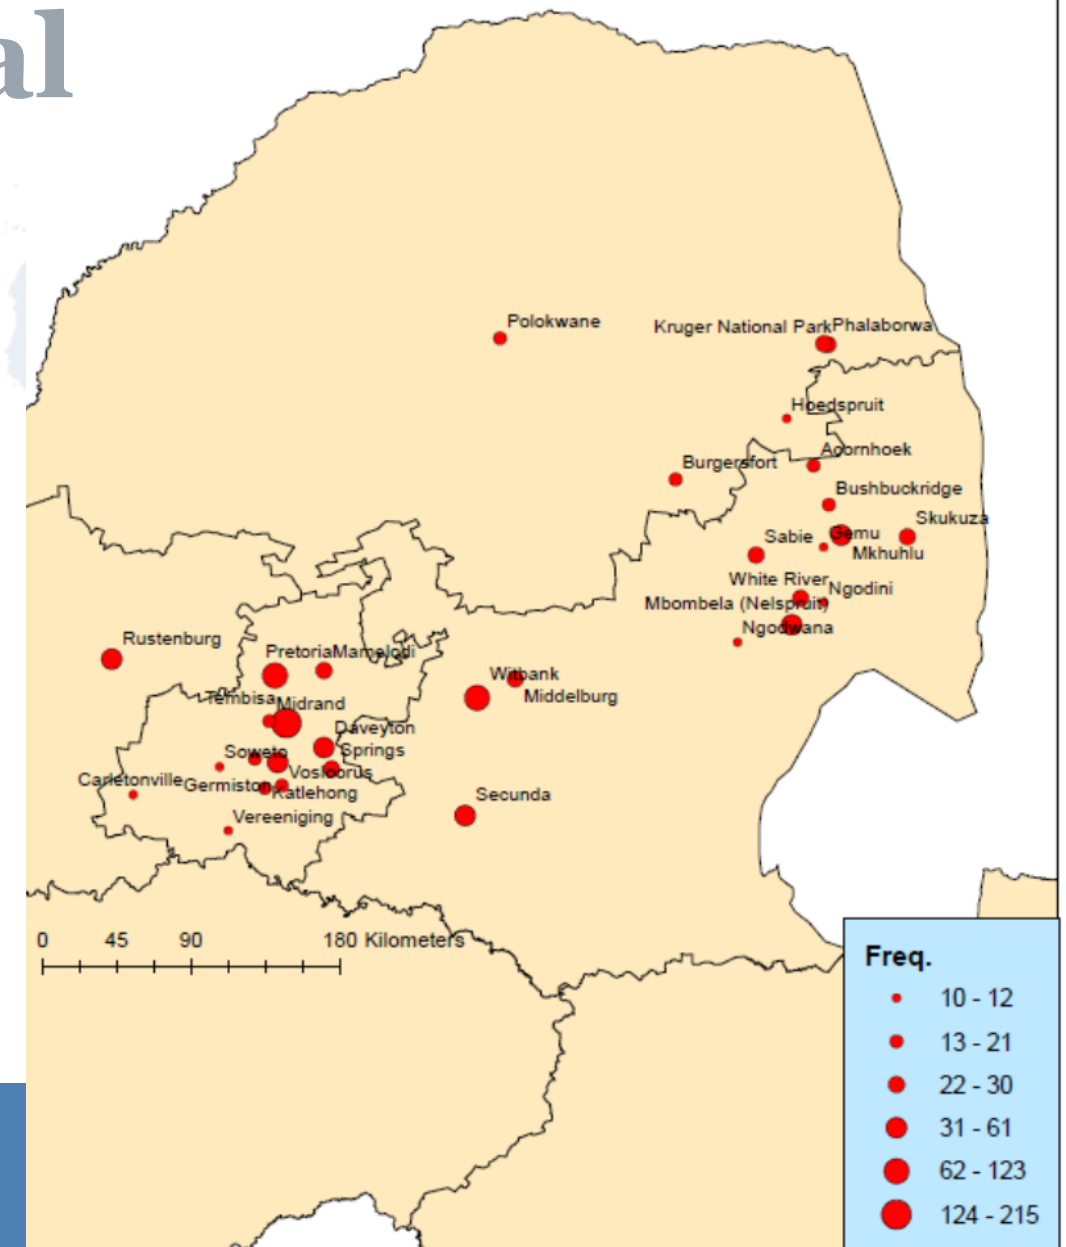 al
Polokwane
Kruger National Park
Phalaborwa
Hoedspruit
Acornhoek
Burgersfort
Bushbuckridge
Skukuza
Gemu
Sabie
Mkhuhlu
White River
Ngodini
Mbombela (Nelspruit)
Ngodwana
Rustenburg
Pretoria
Mamelodi
Witbank
Middelburg
Tembisa
Midrand
Daveyton
Soweto
Springs
Vosloorus
Carletonville
Germiston
Katlehong
Secunda
Vereeniging
0 45 90 180 Kilometers
Freq.
10 - 12
13 - 21
22 - 30
31 - 61
62 - 123
124 - 215